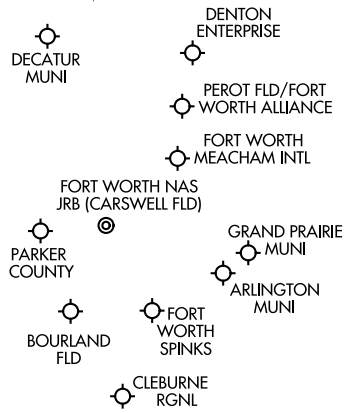 DENTON
ENTERPRISE
DECATUR
MUNI
PEROT FLD/FORT
WORTH ALLIANCE
FORT WORTH
MEACHAM INTL
FORT WORTH NAS
JRB (CARSWELL FLD)
GRAND PRAIRIE
MUNI
PARKER
COUNTY
ARLINGTON
MUNI
FORT
WORTH
SPINKS
BOURLAND
FLD
CLEBURNE
RGNL